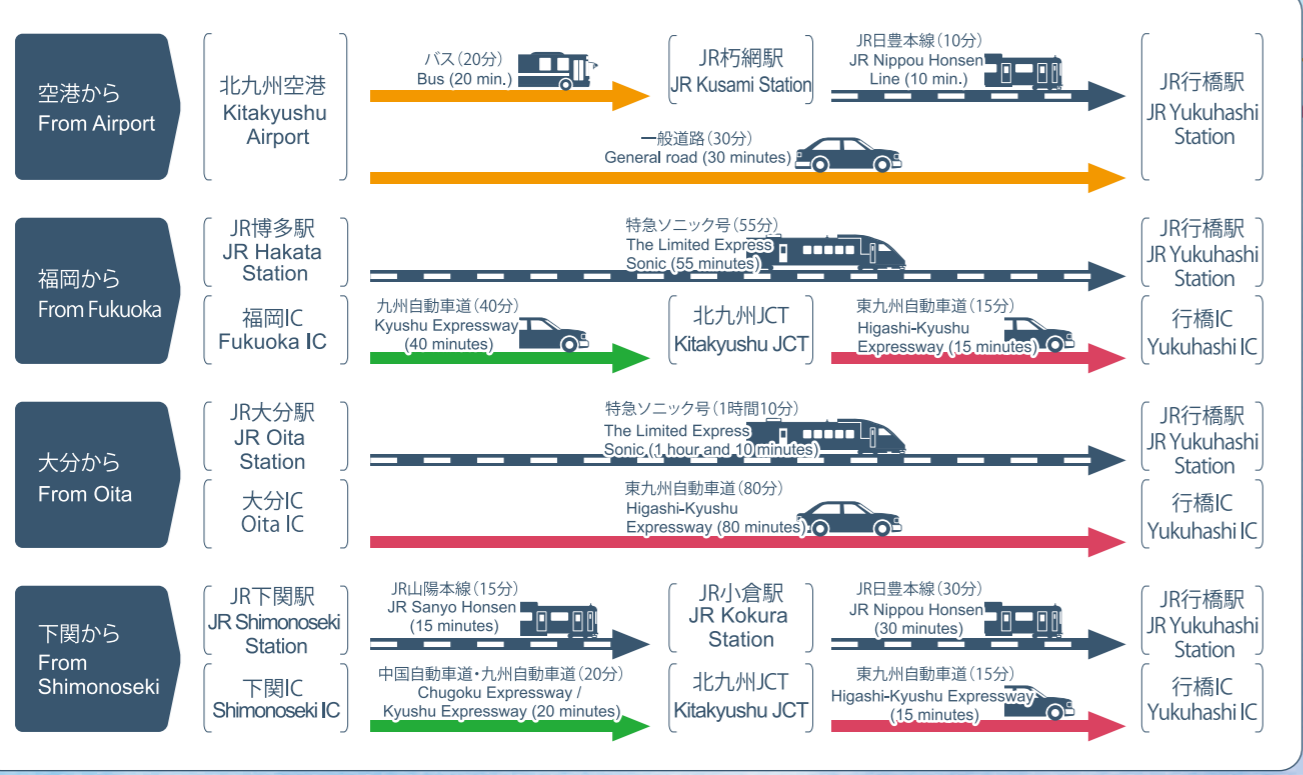 空港から
From Airport
北九州空港
Kitakyushu
Airport
バス（20分）
Bus (20 min.)
JR朽網駅
JR Kusami Station
JR日豊本線（10分）
JR Nippou Honsen
Line (10 min.)
一般道路（30分）
General road (30 minutes)
JR行橋駅
JR Yukuhashi
Station
福岡から
From Fukuoka
JR博多駅
JR Hakata
Station
特急ソニック号（55分）
The Limited Express
Sonic (55 minutes)
JR行橋駅
JR Yukuhashi
Station
福岡IC
Fukuoka IC
九州自動車道（40分）
Kyushu Expressway
(40 minutes)
北九州JCT
Kitakyushu JCT
東九州自動車道（15分）
Higashi-Kyushu
Expressway (15 minutes)
行橋IC
Yukuhashi IC
大分から
From Oita
JR大分駅
JR Oita
Station
特急ソニック号（1時間10分）
The Limited Express
Sonic (1 hour and 10 minutes)
JR行橋駅
JR Yukuhashi
Station
大分IC
Oita IC
東九州自動車道（80分）
Higashi-Kyushu
Expressway (80 minutes)
行橋IC
Yukuhashi IC
下関から
From
Shimonoseki
JR下関駅
JR Shimonoseki
Station
JR山陽本線（15分）
JR Sanyo Honsen
(15 minutes)
JR小倉駅
JR Kokura
Station
JR日豊本線（30分）
JR Nippou Honsen
(30 minutes)
JR行橋駅
JR Yukuhashi
Station
下関IC
Shimonoseki IC
中国自動車道・九州自動車道（20分）
Chugoku Expressway /
Kyushu Expressway (20 minutes)
北九州JCT
Kitakyushu JCT
東九州自動車道（15分）
Higashi-Kyushu Expressway
(15 minutes)
行橋IC
Yukuhashi IC